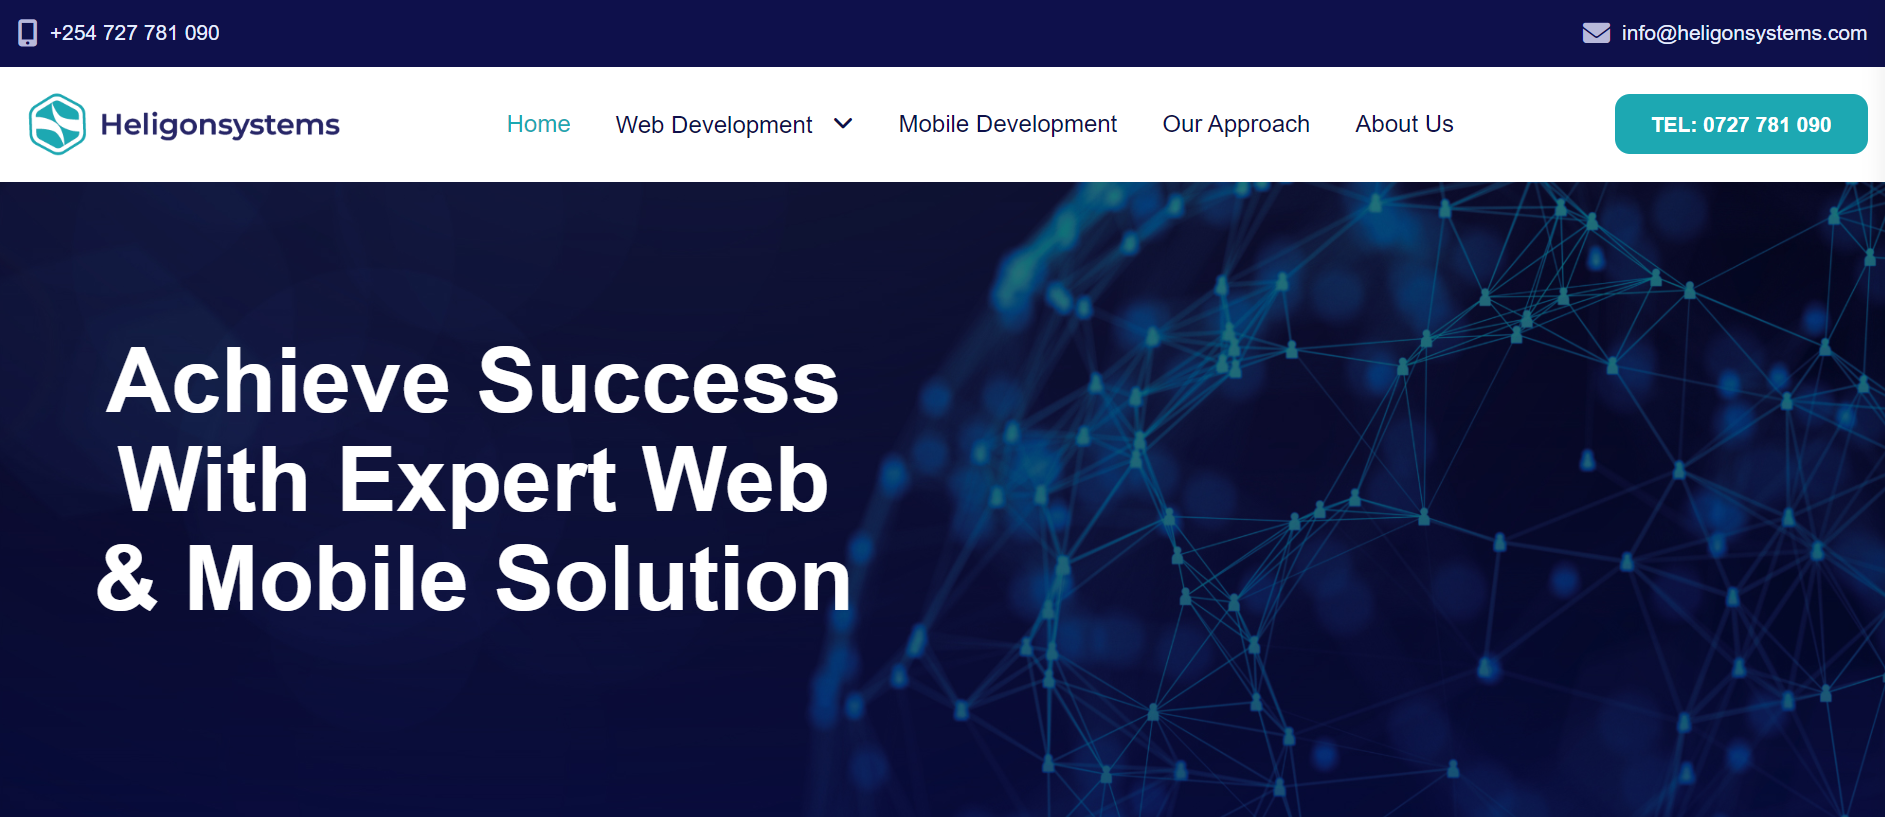 +254 727 781 090
info@heligonsystems.com
Heligonsystems
Home
Web Development
Mobile Development
Our Approach
About Us
TEL: 0727 781 090
Achieve Success
With Expert Web
& Mobile Solution